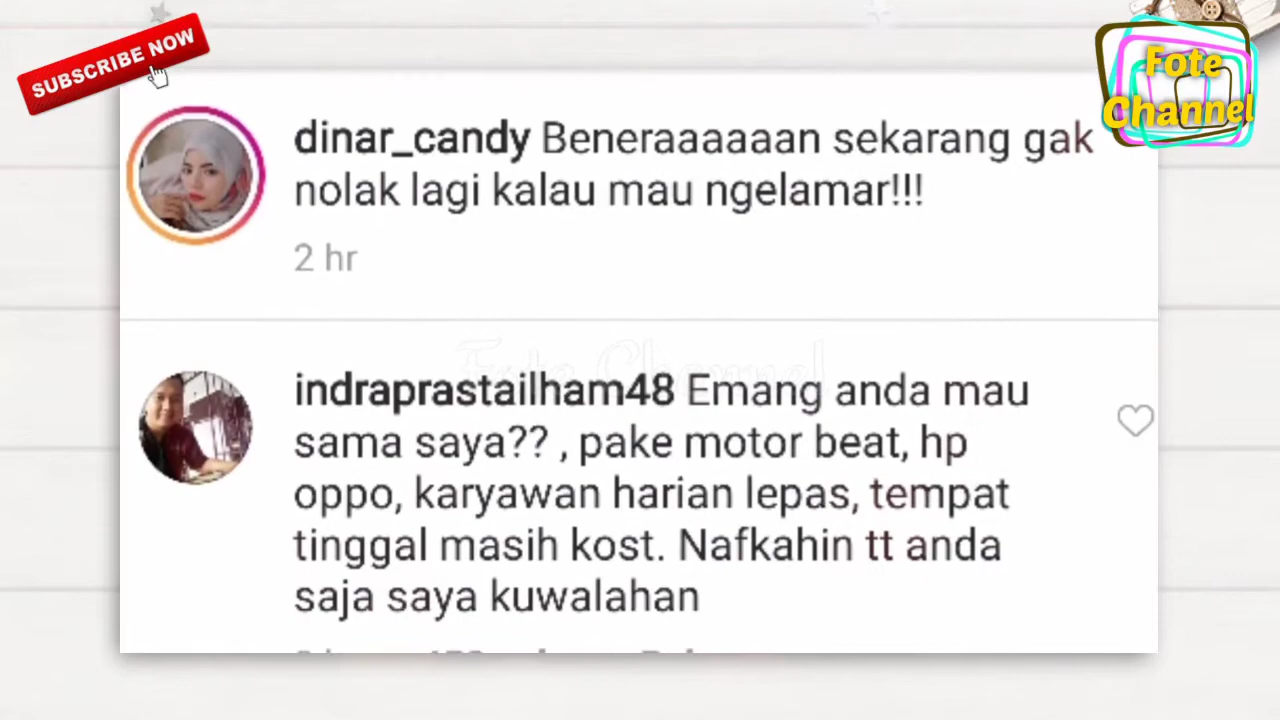 SUBSCRIBE NOW
Fote
Channel
dinar_candy Beneraaaaaan sekarang gak
nolak lagi kalau mau ngelamar!!!
2 hr
Fote Channel
indraprastailham48 Emang anda mau
sama saya?? , pake motor beat, hp
oppo, karyawan harian lepas, tempat
tinggal masih kost. Nafkahin tt anda
saja saya kuwalahan